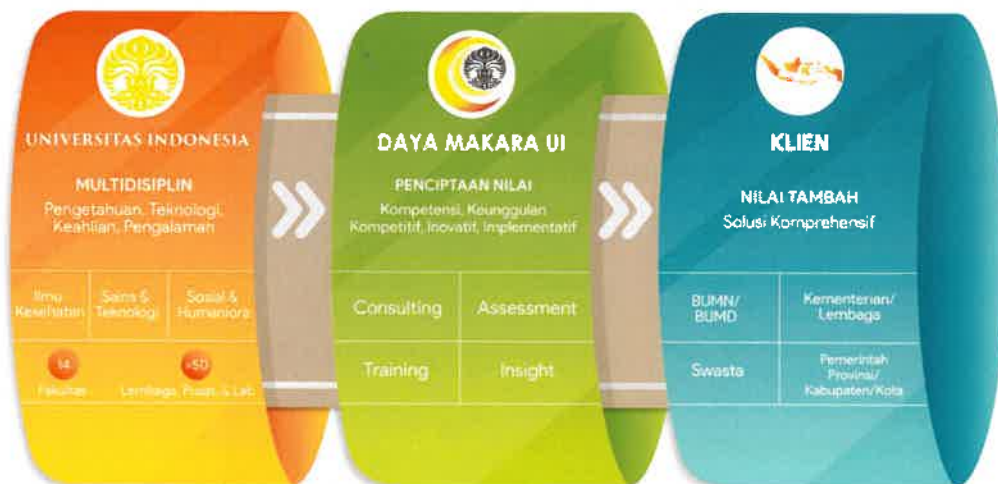 UNIVERSITAS INDONESIA
MULTIDISIPLIN
Pengetahuan, Teknologi,
Keahlian, Pengalaman
Ilmu
Kesehatan
Sains &
Teknologi
Sosial &
Humaniora
14
Fakultas
>50
Lembaga, Pusat, & Lab
DAYA MAKARA UI
PENCIPTAAN NILAI
Kompetensi, Keunggulan
Kompetitif, Inovatif, Implementatif
Consulting
Assessment
Training
Insight
KLIEN
NILAI TAMBAH
Solusi Komprehensif
BUMN/
BUMD
Kementerian/
Lembaga
Swasta
Pemerintah
Provinsi/
Kabupaten/Kota